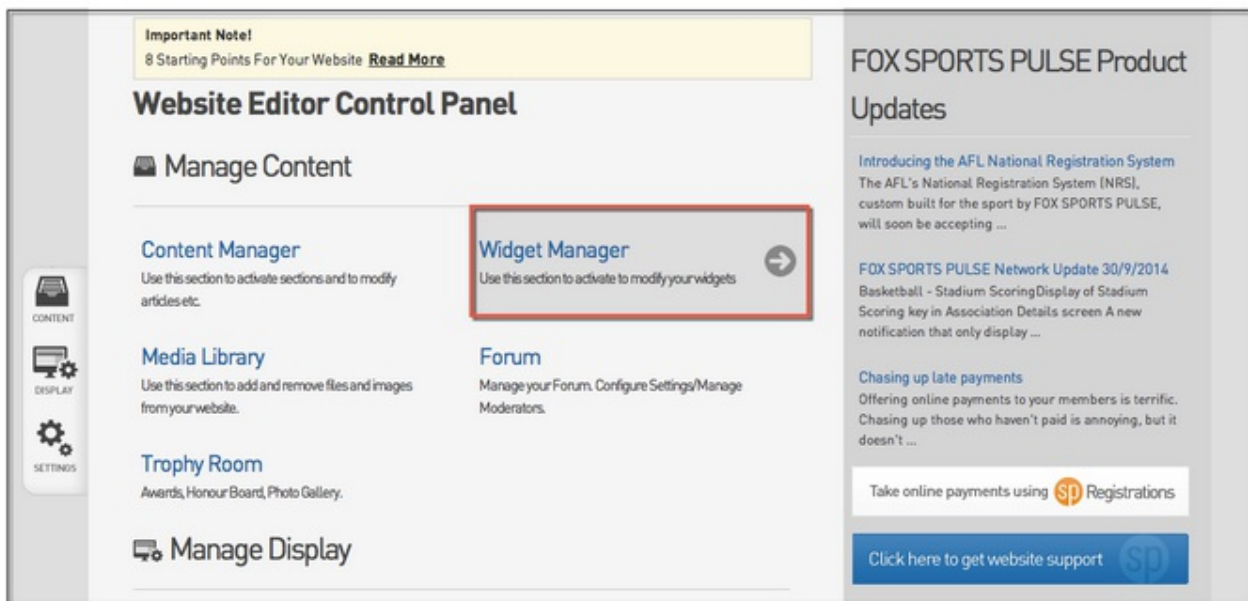 Important Note!
8 Starting Points For Your Website Read More
Website Editor Control Panel
Manage Content
Content Manager
Use this section to activate sections and to modify
articles etc.
Widget Manager
Use this section to activate to modify your widgets
Media Library
Use this section to add and remove files and images
from your website.
Forum
Manage your Forum. Configure Settings/Manage
Moderators.
Trophy Room
Awards, Honour Board, Photo Gallery.
Manage Display
CONTENT
DISPLAY
SETTINGS
FOX SPORTS PULSE Product
Updates
Introducing the AFL National Registration System
The AFL's National Registration System (NRS),
custom built for the sport by FOX SPORTS PULSE,
will soon be accepting ...
FOX SPORTS PULSE Network Update 30/9/2014
Basketball - Stadium ScoringDisplay of Stadium
Scoring key in Association Details screen A new
notification that only display ...
Chasing up late payments
Offering online payments to your members is terrific.
Chasing up those who haven't paid is annoying, but it
doesn't ...
Take online payments using sp Registrations
Click here to get website support sp